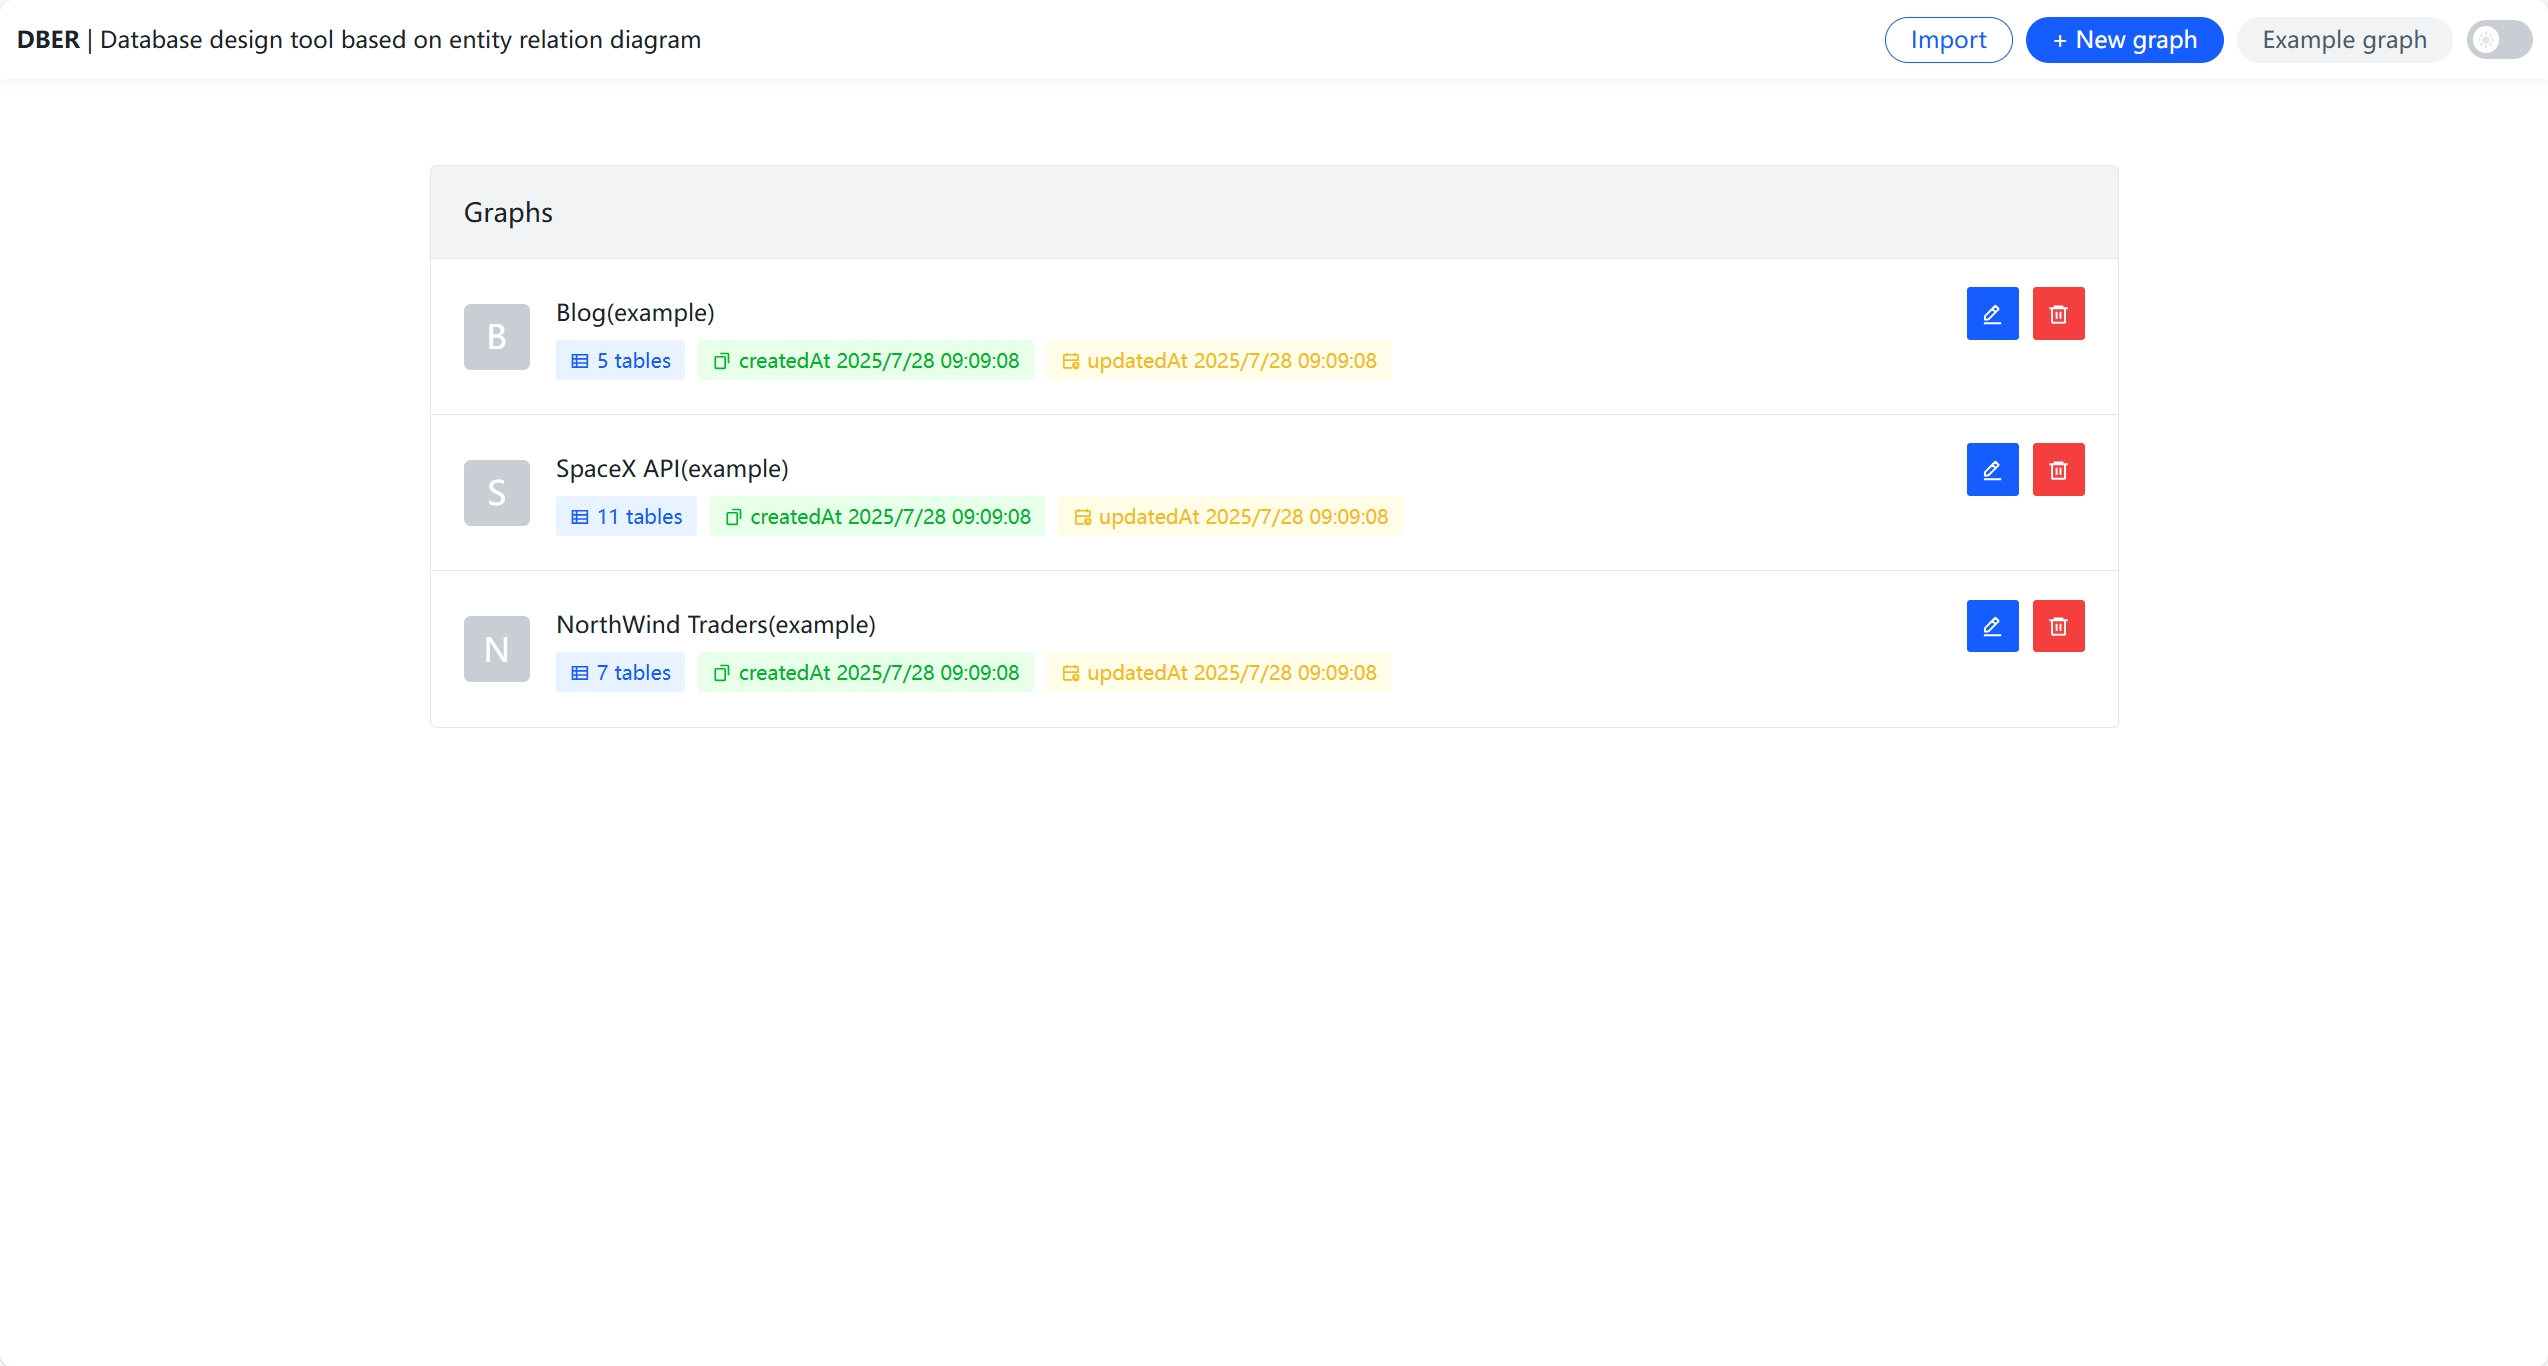 DBER | Database design tool based on entity relation diagram
Import
+ New graph
Example graph
Graphs
B
Blog(example)
5 tables
createdAt 2025/7/28 09:09:08
updatedAt 2025/7/28 09:09:08
S
SpaceX API(example)
11 tables
createdAt 2025/7/28 09:09:08
updatedAt 2025/7/28 09:09:08
N
NorthWind Traders(example)
7 tables
createdAt 2025/7/28 09:09:08
updatedAt 2025/7/28 09:09:08